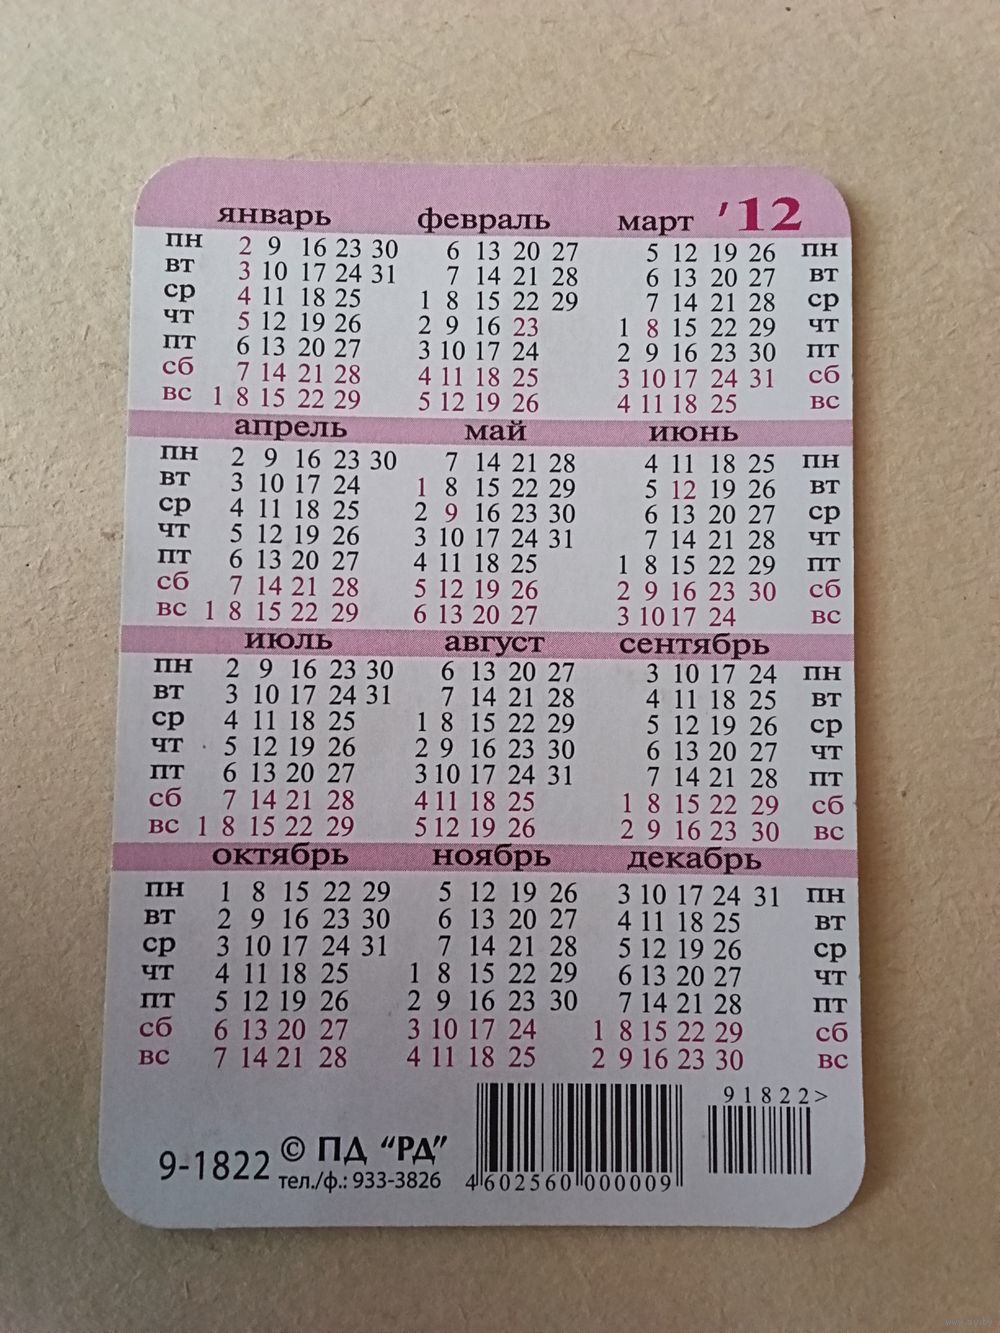 январь февраль март '12
пн 2 9 16 23 30 6 13 20 27 5 12 19 26 пн
вт 3 10 17 24 31 7 14 21 28 6 13 20 27 вт
ср 4 11 18 25 1 8 15 22 29 7 14 21 28 ср
чт 5 12 19 26 2 9 16 23 1 8 15 22 29 чт
пт 6 13 20 27 3 10 17 24 2 9 16 23 30 пт
сб 7 14 21 28 4 11 18 25 3 10 17 24 31 сб
вс 1 8 15 22 29 5 12 19 26 4 11 18 25 вс
апрель май июнь
пн 2 9 16 23 30 7 14 21 28 4 11 18 25 пн
вт 3 10 17 24 1 8 15 22 29 5 12 19 26 вт
ср 4 11 18 25 2 9 16 23 30 6 13 20 27 ср
чт 5 12 19 26 3 10 17 24 31 7 14 21 28 чт
пт 6 13 20 27 4 11 18 25 1 8 15 22 29 пт
сб 7 14 21 28 5 12 19 26 2 9 16 23 30 сб
вс 1 8 15 22 29 6 13 20 27 3 10 17 24 вс
июль август сентябрь
пн 2 9 16 23 30 6 13 20 27 3 10 17 24 пн
вт 3 10 17 24 31 7 14 21 28 4 11 18 25 вт
ср 4 11 18 25 1 8 15 22 29 5 12 19 26 ср
чт 5 12 19 26 2 9 16 23 30 6 13 20 27 чт
пт 6 13 20 27 3 10 17 24 31 7 14 21 28 пт
сб 7 14 21 28 4 11 18 25 1 8 15 22 29 сб
вс 1 8 15 22 29 5 12 19 26 2 9 16 23 30 вс
октябрь ноябрь декабрь
пн 1 8 15 22 29 5 12 19 26 3 10 17 24 31 пн
вт 2 9 16 23 30 6 13 20 27 4 11 18 25 вт
ср 3 10 17 24 31 7 14 21 28 5 12 19 26 ср
чт 4 11 18 25 1 8 15 22 29 6 13 20 27 чт
пт 5 12 19 26 2 9 16 23 30 7 14 21 28 пт
сб 6 13 20 27 3 10 17 24 1 8 15 22 29 сб
вс 7 14 21 28 4 11 18 25 2 9 16 23 30 вс
91822>
9-1822 © ПД "РД"
тел./ф.: 933-3826 4 602560 000009